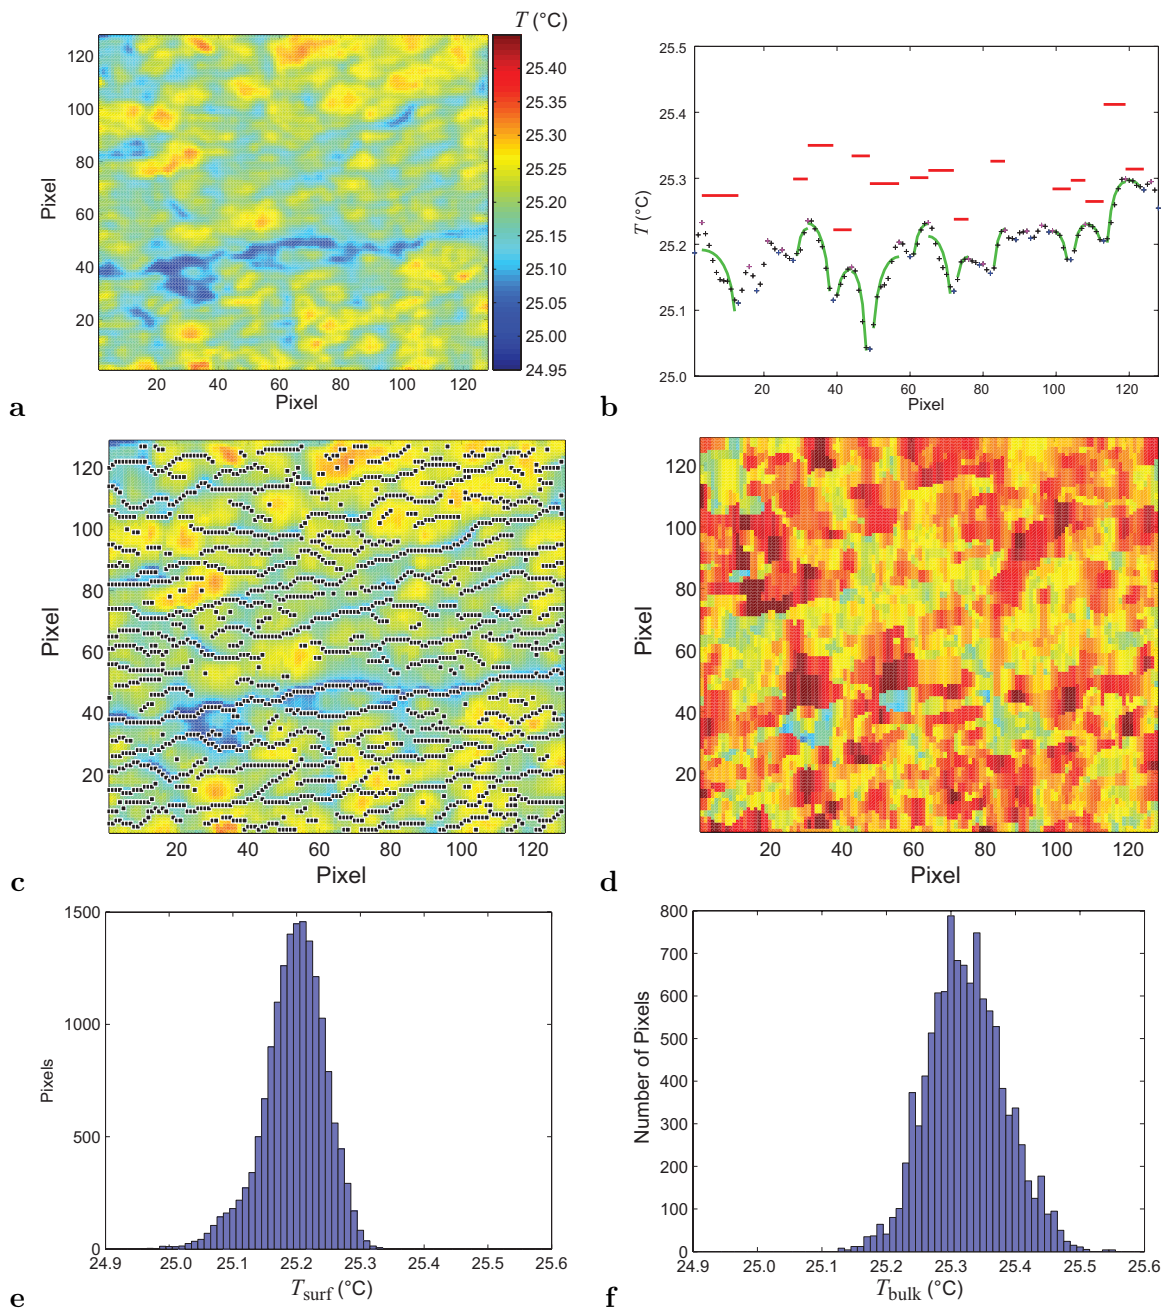 T (°C)
120
100
80
60
40
20
Pixel
20 40 60 80 100 120
Pixel
25.40
25.35
25.30
25.25
25.20
25.15
25.10
25.05
25.00
24.95
a
25.5
25.4
25.3
25.2
25.1
25.0
T (°C)
20 40 60 80 100 120
Pixel
b
120
100
80
60
40
20
Pixel
20 40 60 80 100 120
Pixel
c
120
100
80
60
40
20
Pixel
20 40 60 80 100 120
Pixel
d
1500
1000
500
0
Pixels
24.9 25.0 25.1 25.2 25.3 25.4 25.5 25.6
Tsurf (°C)
e
800
700
600
500
400
300
200
100
0
Number of Pixels
24.9 25.0 25.1 25.2 25.3 25.4 25.5 25.6
Tbulk (°C)
f